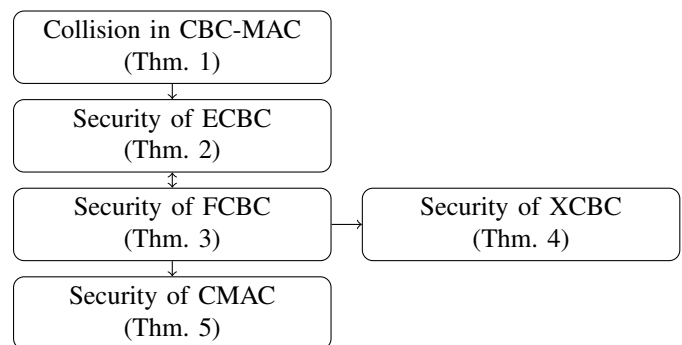 Collision in CBC-MAC
(Thm. 1)
Security of ECBC
(Thm. 2)
Security of FCBC
(Thm. 3)
Security of XCBC
(Thm. 4)
Security of CMAC
(Thm. 5)